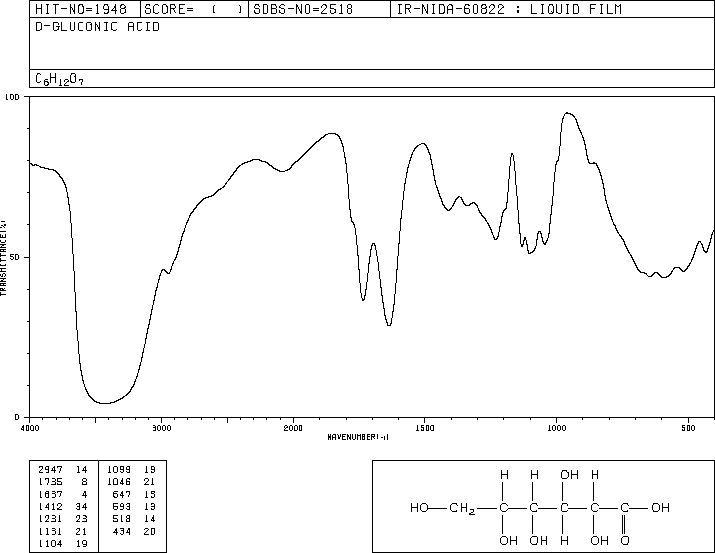 HIT-NO=1948 SCORE= ( ) SDBS-NO=2518 IR-NIDA-60822 : LIQUID FILM
D-GLUCONIC ACID
C6H12O7
100
50
0
TRANSMITTANCE(%)
4000 3000 2000 1500 1000 500
WAVENUMBER(-1)
2947 14 1099 19
1735 8 1046 21
1637 4 647 15
1412 34 593 13
1231 23 518 14
1131 21 434 20
1104 19
H H OH H
HO CH2 C C C C C OH
OH OH H OH O